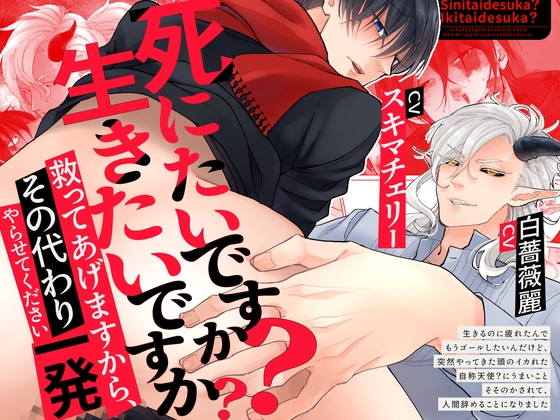 Sinitaidesuka?
Ikitaidesuka?
死にたいですか?
生きたいですか?
救ってあげますから、
その代わり一発
やらせてください
CV
スキマチェリー
CV
白薔薇麗
生きるのに疲れたんで
もうゴールしたいんだけど、
突然やってきた頭のイカれた
自称天使?にうまいこと
そそのかされて、
人間辞めることになりました